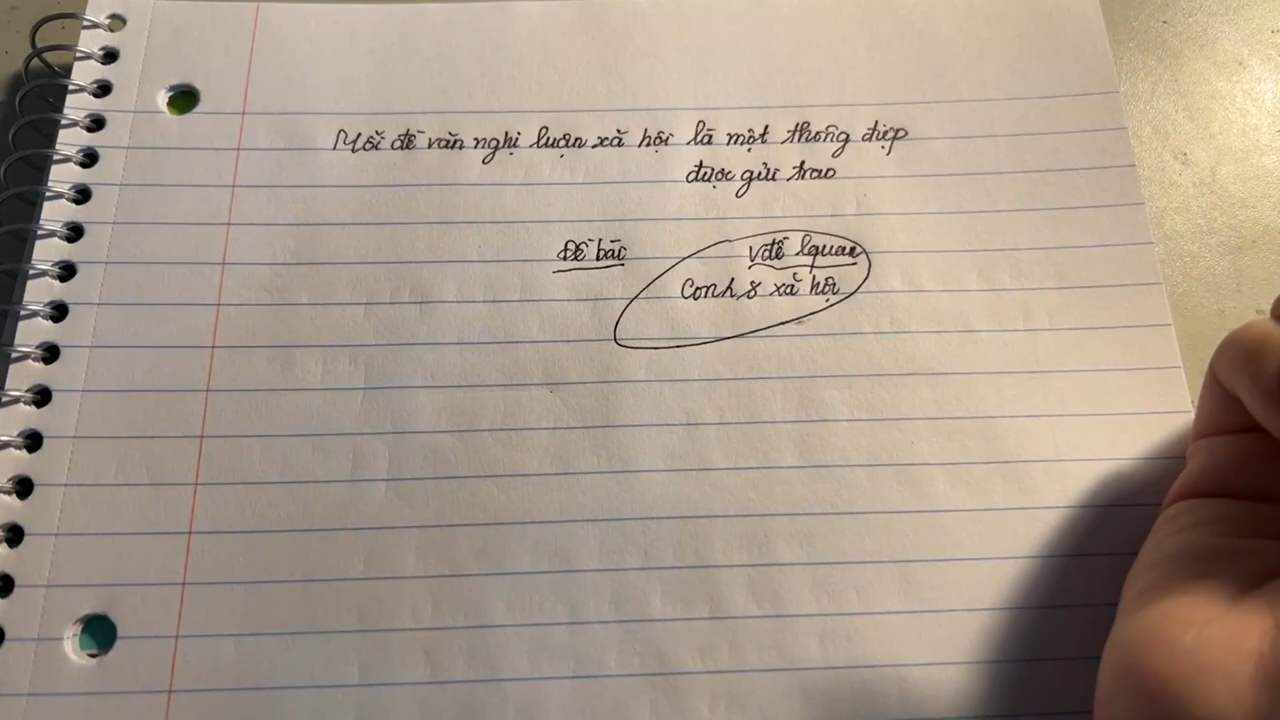 Mỗi đề văn nghị luận xã hội là một thông điệp
được gửi trao
Đề bài
vđề lquan
con
xã hội